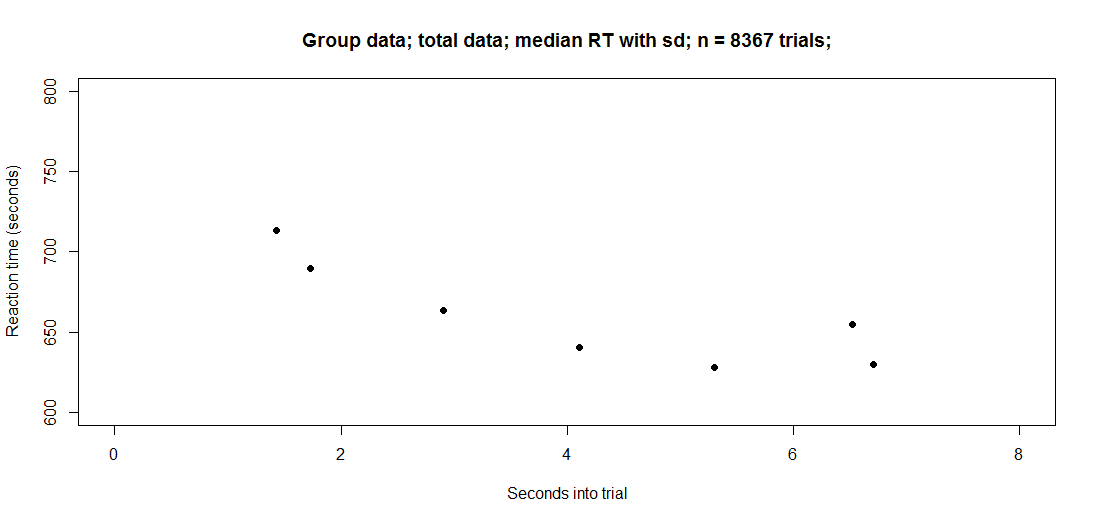 Group data; total data; median RT with sd; n = 8367 trials;
800
750
700
650
600
Reaction time (seconds)
0 2 4 6 8
Seconds into trial